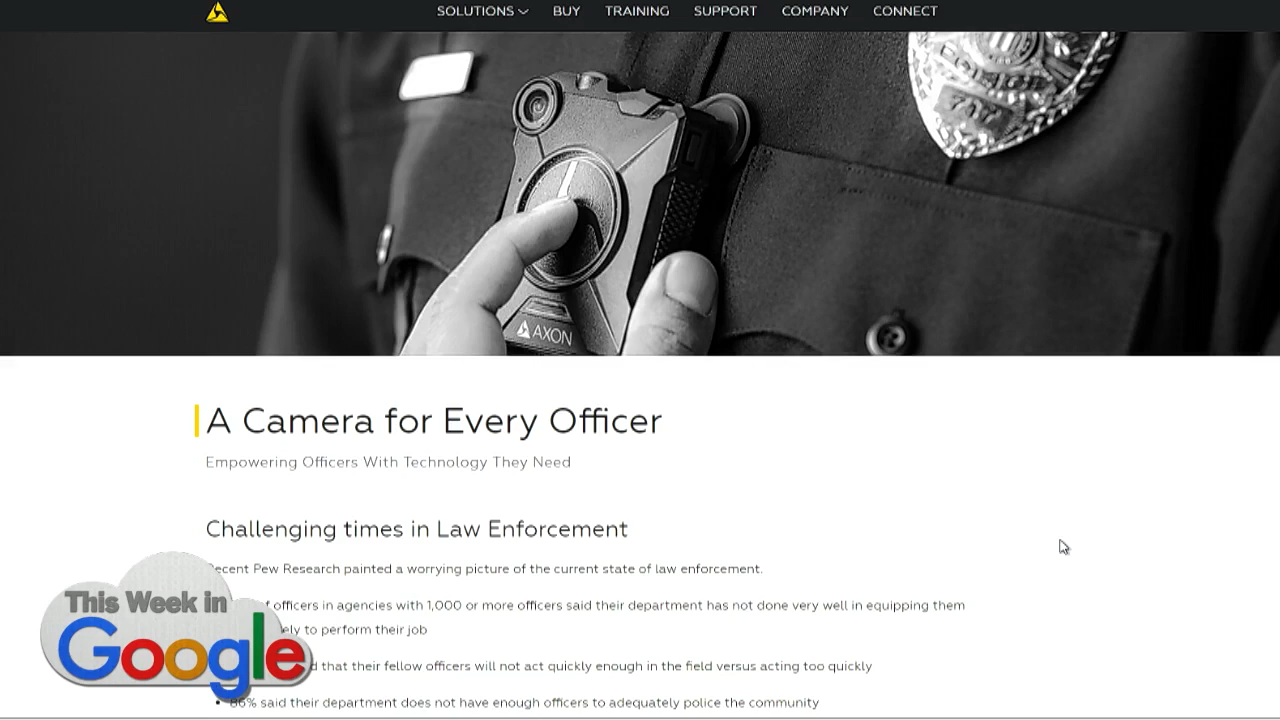 SOLUTIONS BUY TRAINING SUPPORT COMPANY CONNECT
POLICE
AXON
A Camera for Every Officer
Empowering Officers With Technology They Need
Challenging times in Law Enforcement
Recent Pew Research painted a worrying picture of the current state of law enforcement.
officers in agencies with 1,000 or more officers said their department has not done very well in equipping them
to perform their job
that their fellow officers will not act quickly enough in the field versus acting too quickly
• 86% said their department does not have enough officers to adequately police the community
This Week in
Google